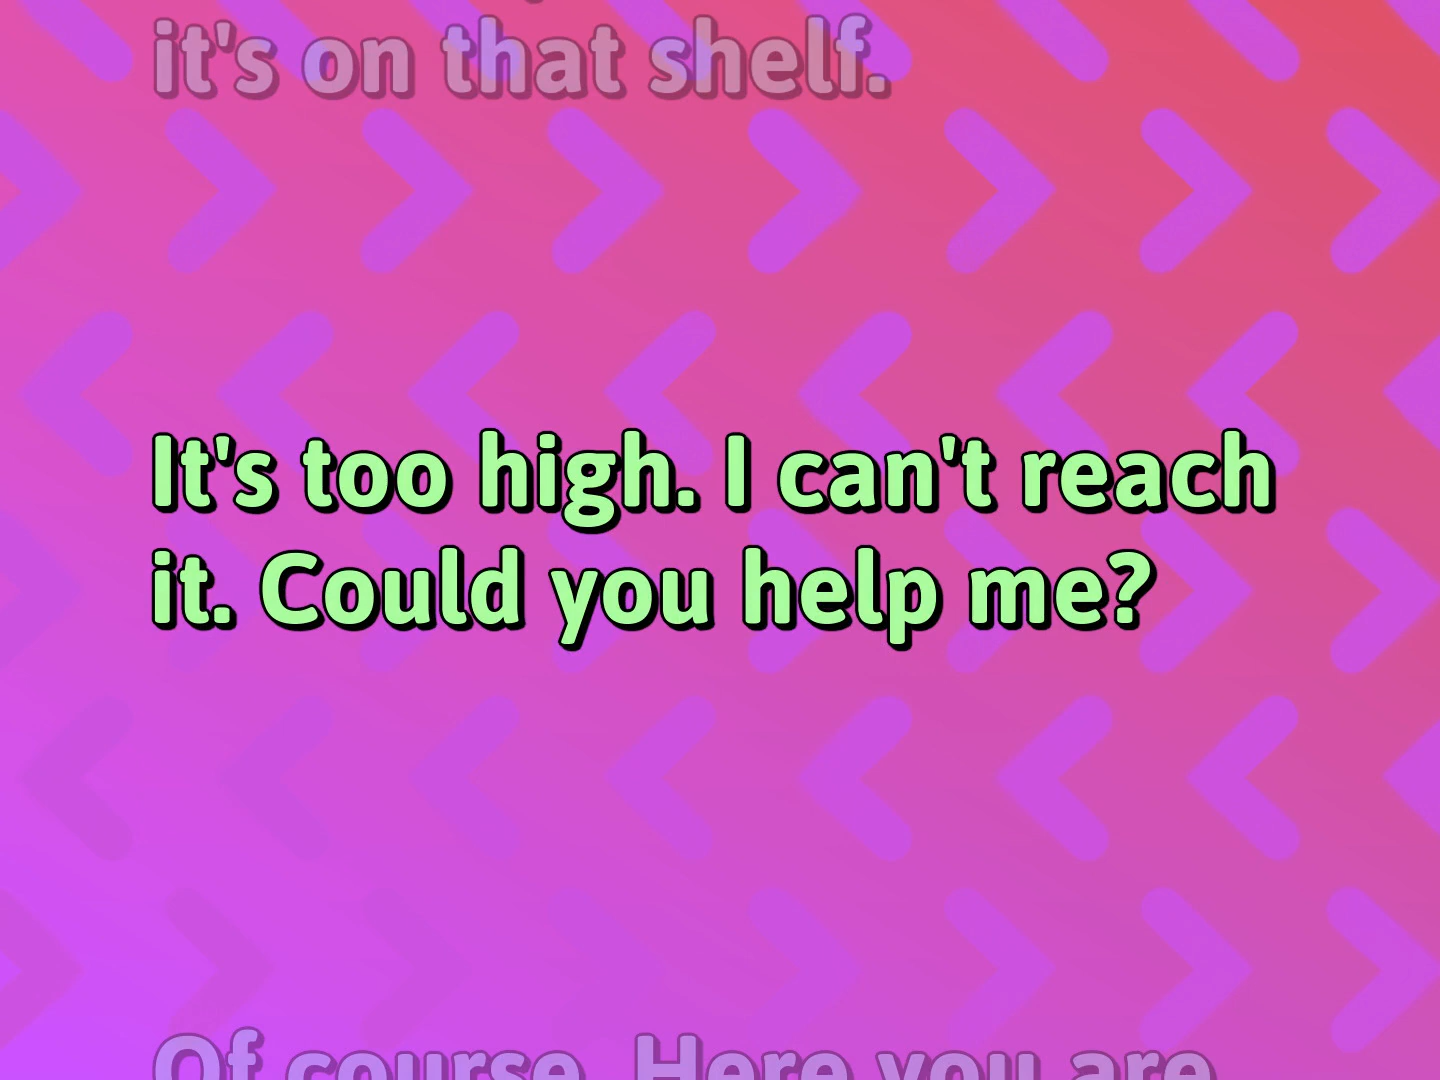 it's on that shelf.
It's too high. I can't reach
it. Could you help me?
Of course. Here you are